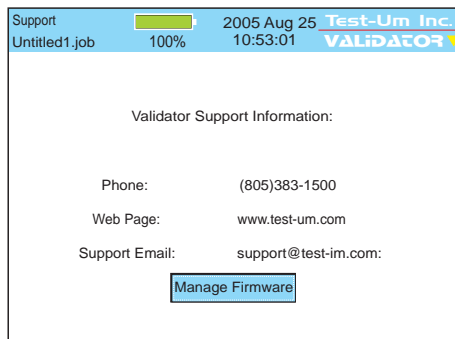 Support 2005 Aug 25 Test-Um Inc.
Untitled1.job 100% 10:53:01 VALiDATOR
Validator Support Information:
Phone: (805)383-1500
Web Page: www.test-um.com
Support Email: support@test-im.com:
Manage Firmware